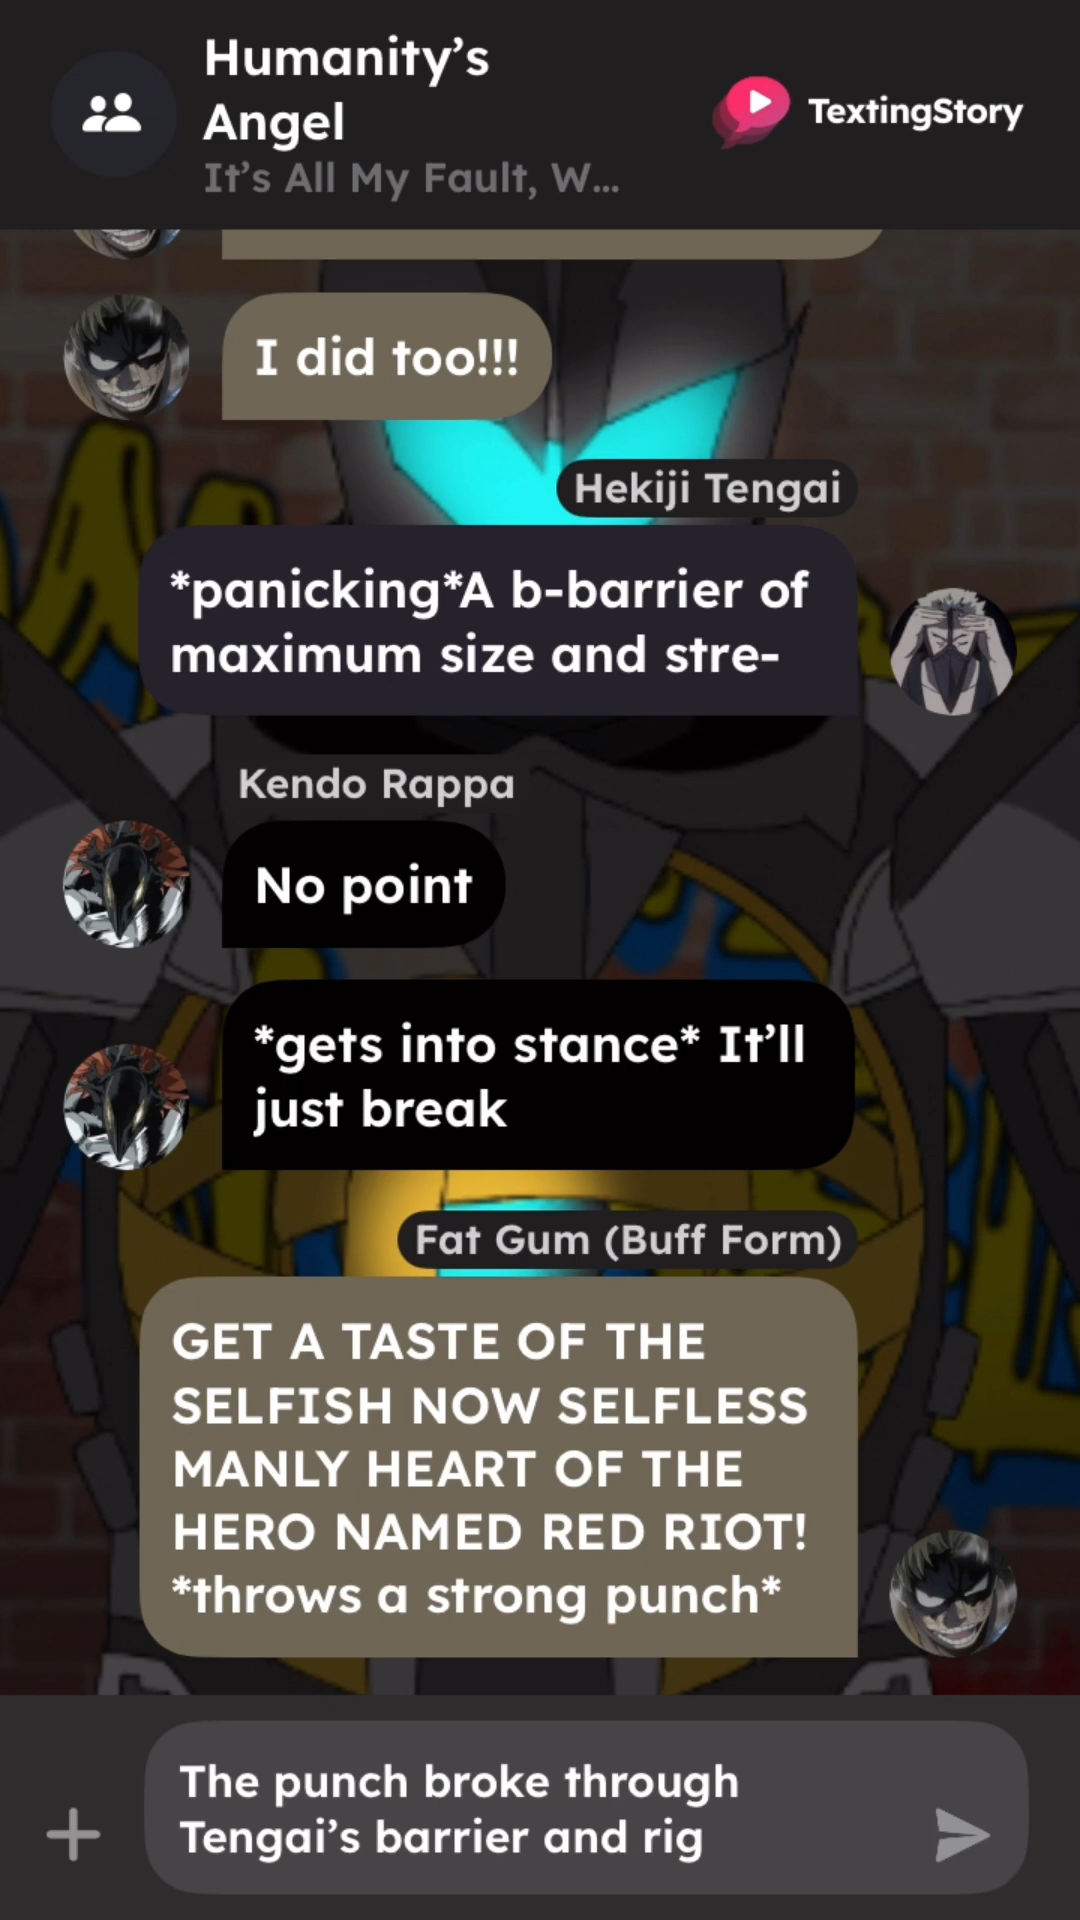 Humanity's
Angel
It's All My Fault, W...
TextingStory
I did too!!!
Hekiji Tengai
*panicking*A b-barrier of
maximum size and stre-
Kendo Rappa
No point
*gets into stance* It'll
just break
Fat Gum (Buff Form)
GET A TASTE OF THE
SELFISH NOW SELFLESS
MANLY HEART OF THE
HERO NAMED RED RIOT!
*throws a strong punch*
The punch broke through
Tengai's barrier and rig